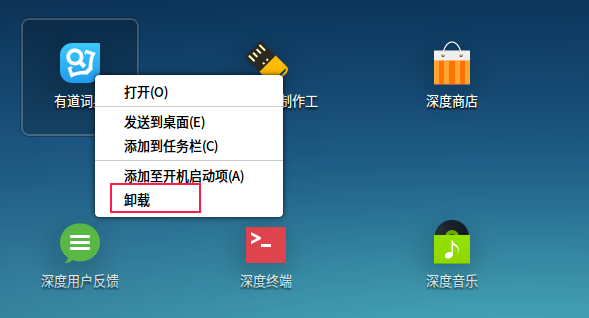 有道词
制作工
深度商店
打开(O)
发送到桌面(E)
添加到任务栏(C)
添加至开机启动项(A)
卸载
深度用户反馈
深度终端
深度音乐